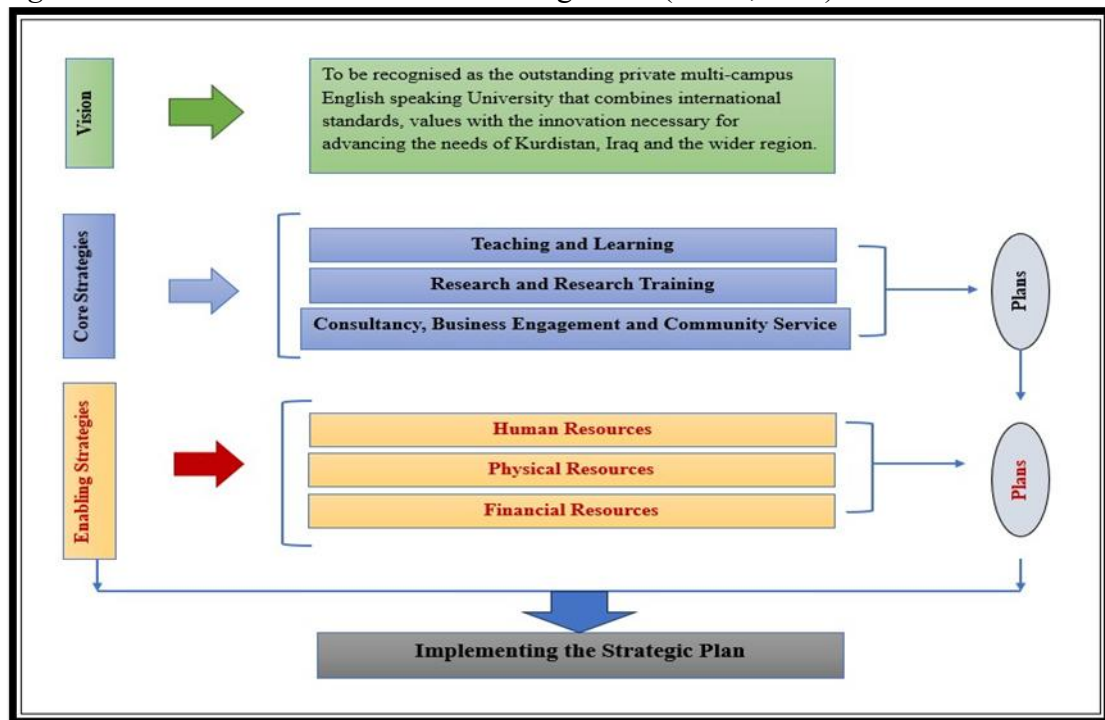 Vision
To be recognised as the outstanding private multi-campus
English speaking University that combines international
standards, values with the innovation necessary for
advancing the needs of Kurdistan, Iraq and the wider region.
Core Strategies
Teaching and Learning
Research and Research Training
Consultancy, Business Engagement and Community Service
Plans
Enabling Strategies
Human Resources
Physical Resources
Financial Resources
Plans
Implementing the Strategic Plan